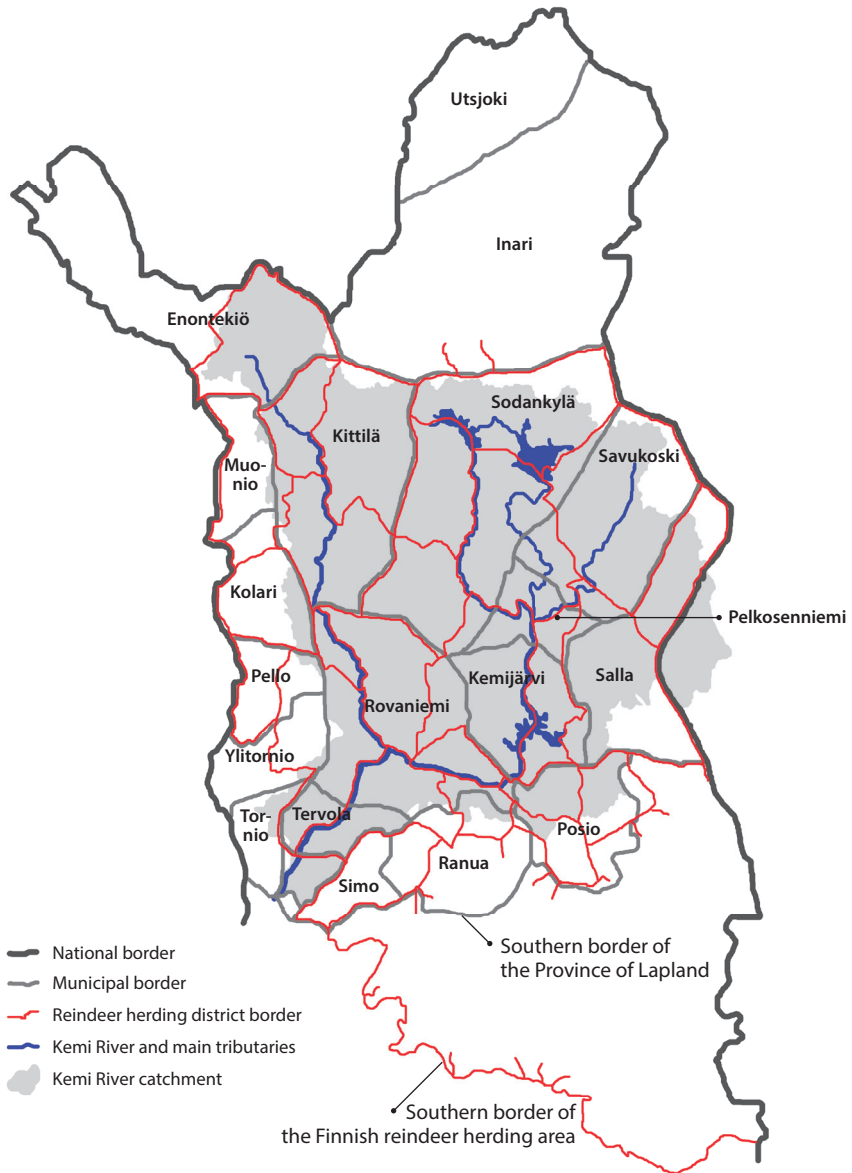 Utsjoki
Inari
Enontekiö
Sodankylä
Kittilä
Savukoski
Muo-
nio
Kolari
Pelkosenniemi
Pello
Kemijärvi
Salla
Rovaniemi
Ylitornio
Tor-
nio
Tervola
Posio
Ranua
Simo
Southern border of
the Province of Lapland
National border
Municipal border
Reindeer herding district border
Kemi River and main tributaries
Kemi River catchment
Southern border of
the Finnish reindeer herding area